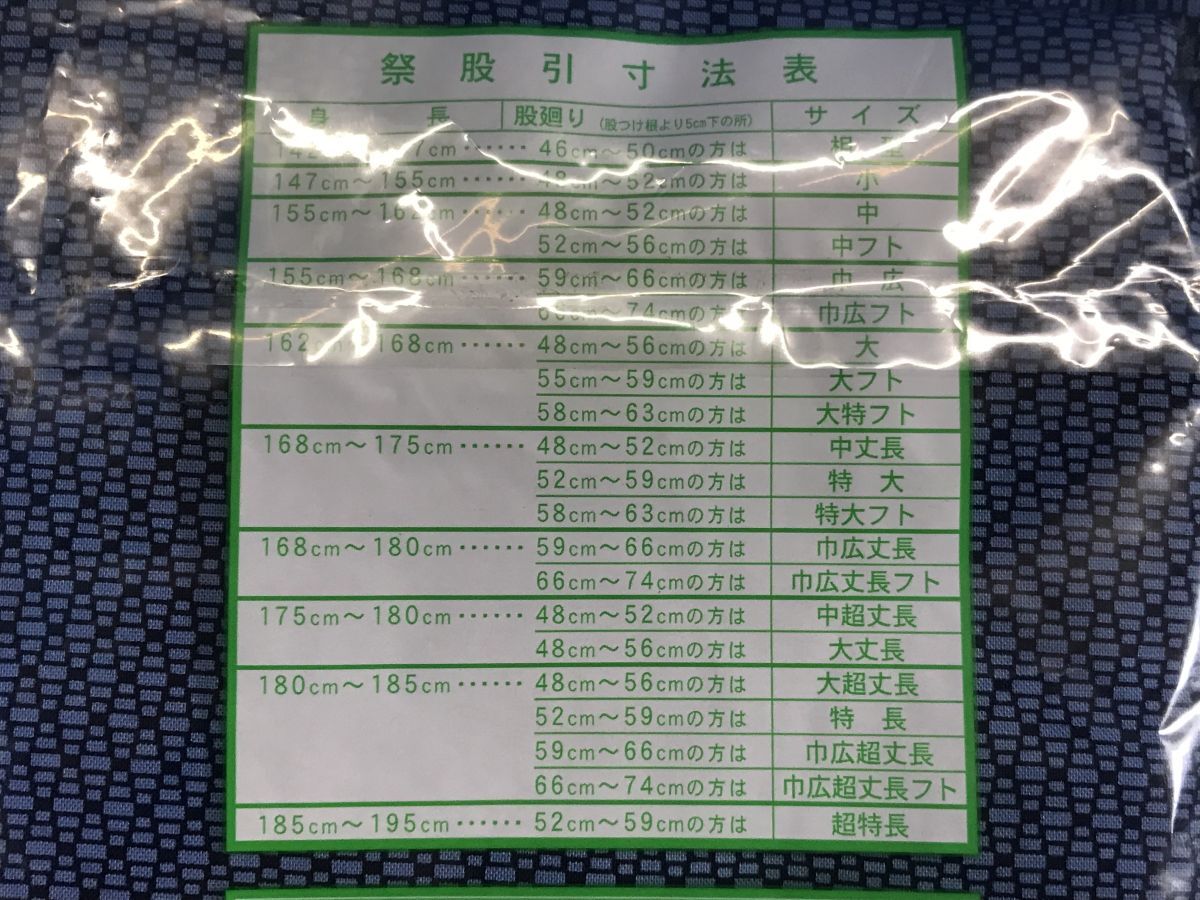 祭股引寸法表
身長 股廻り (股つけ根より5cm下の所) サイズ
46cm～50cmの方は
147cm～155cm …… 48cm～52cmの方は 小
155cm～162cm …… 48cm～52cmの方は 中
52cm～56cmの方は 中フト
155cm～168cm …… 59cm～66cmの方は 巾広
66cm～74cmの方は 巾広フト
162cm～168cm …… 48cm～56cmの方は 大
55cm～59cmの方は 大フト
58cm～63cmの方は 大特フト
168cm～175cm …… 48cm～52cmの方は 中丈長
52cm～59cmの方は 特大
58cm～63cmの方は 特大フト
168cm～180cm …… 59cm～66cmの方は 巾広丈長
66cm～74cmの方は 巾広丈長フト
175cm～180cm …… 48cm～52cmの方は 中超丈長
48cm～56cmの方は 大丈長
180cm～185cm …… 48cm～56cmの方は 大超丈長
52cm～59cmの方は 特長
59cm～66cmの方は 巾広超丈長
66cm～74cmの方は 巾広超丈長フト
185cm～195cm …… 52cm～59cmの方は 超特長